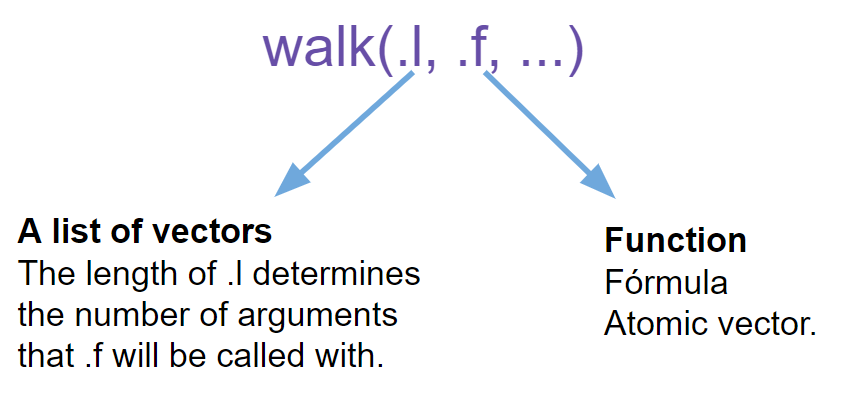 walk(.l, .f, ...)
A list of vectors
The length of .l determines
the number of arguments
that .f will be called with.
Function
Fórmula
Atomic vector.